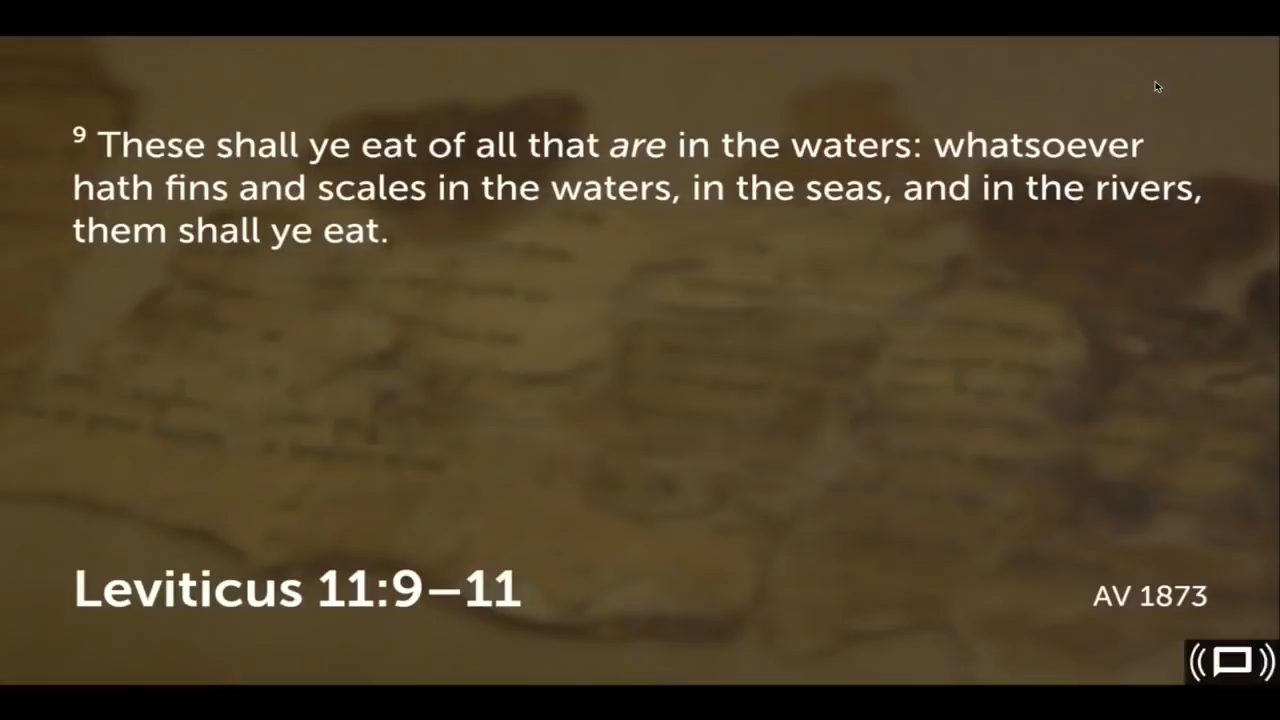 9 These shall ye eat of all that are in the waters: whatsoever
hath fins and scales in the waters, in the seas, and in the rivers,
them shall ye eat.
Leviticus 11:9–11
AV 1873